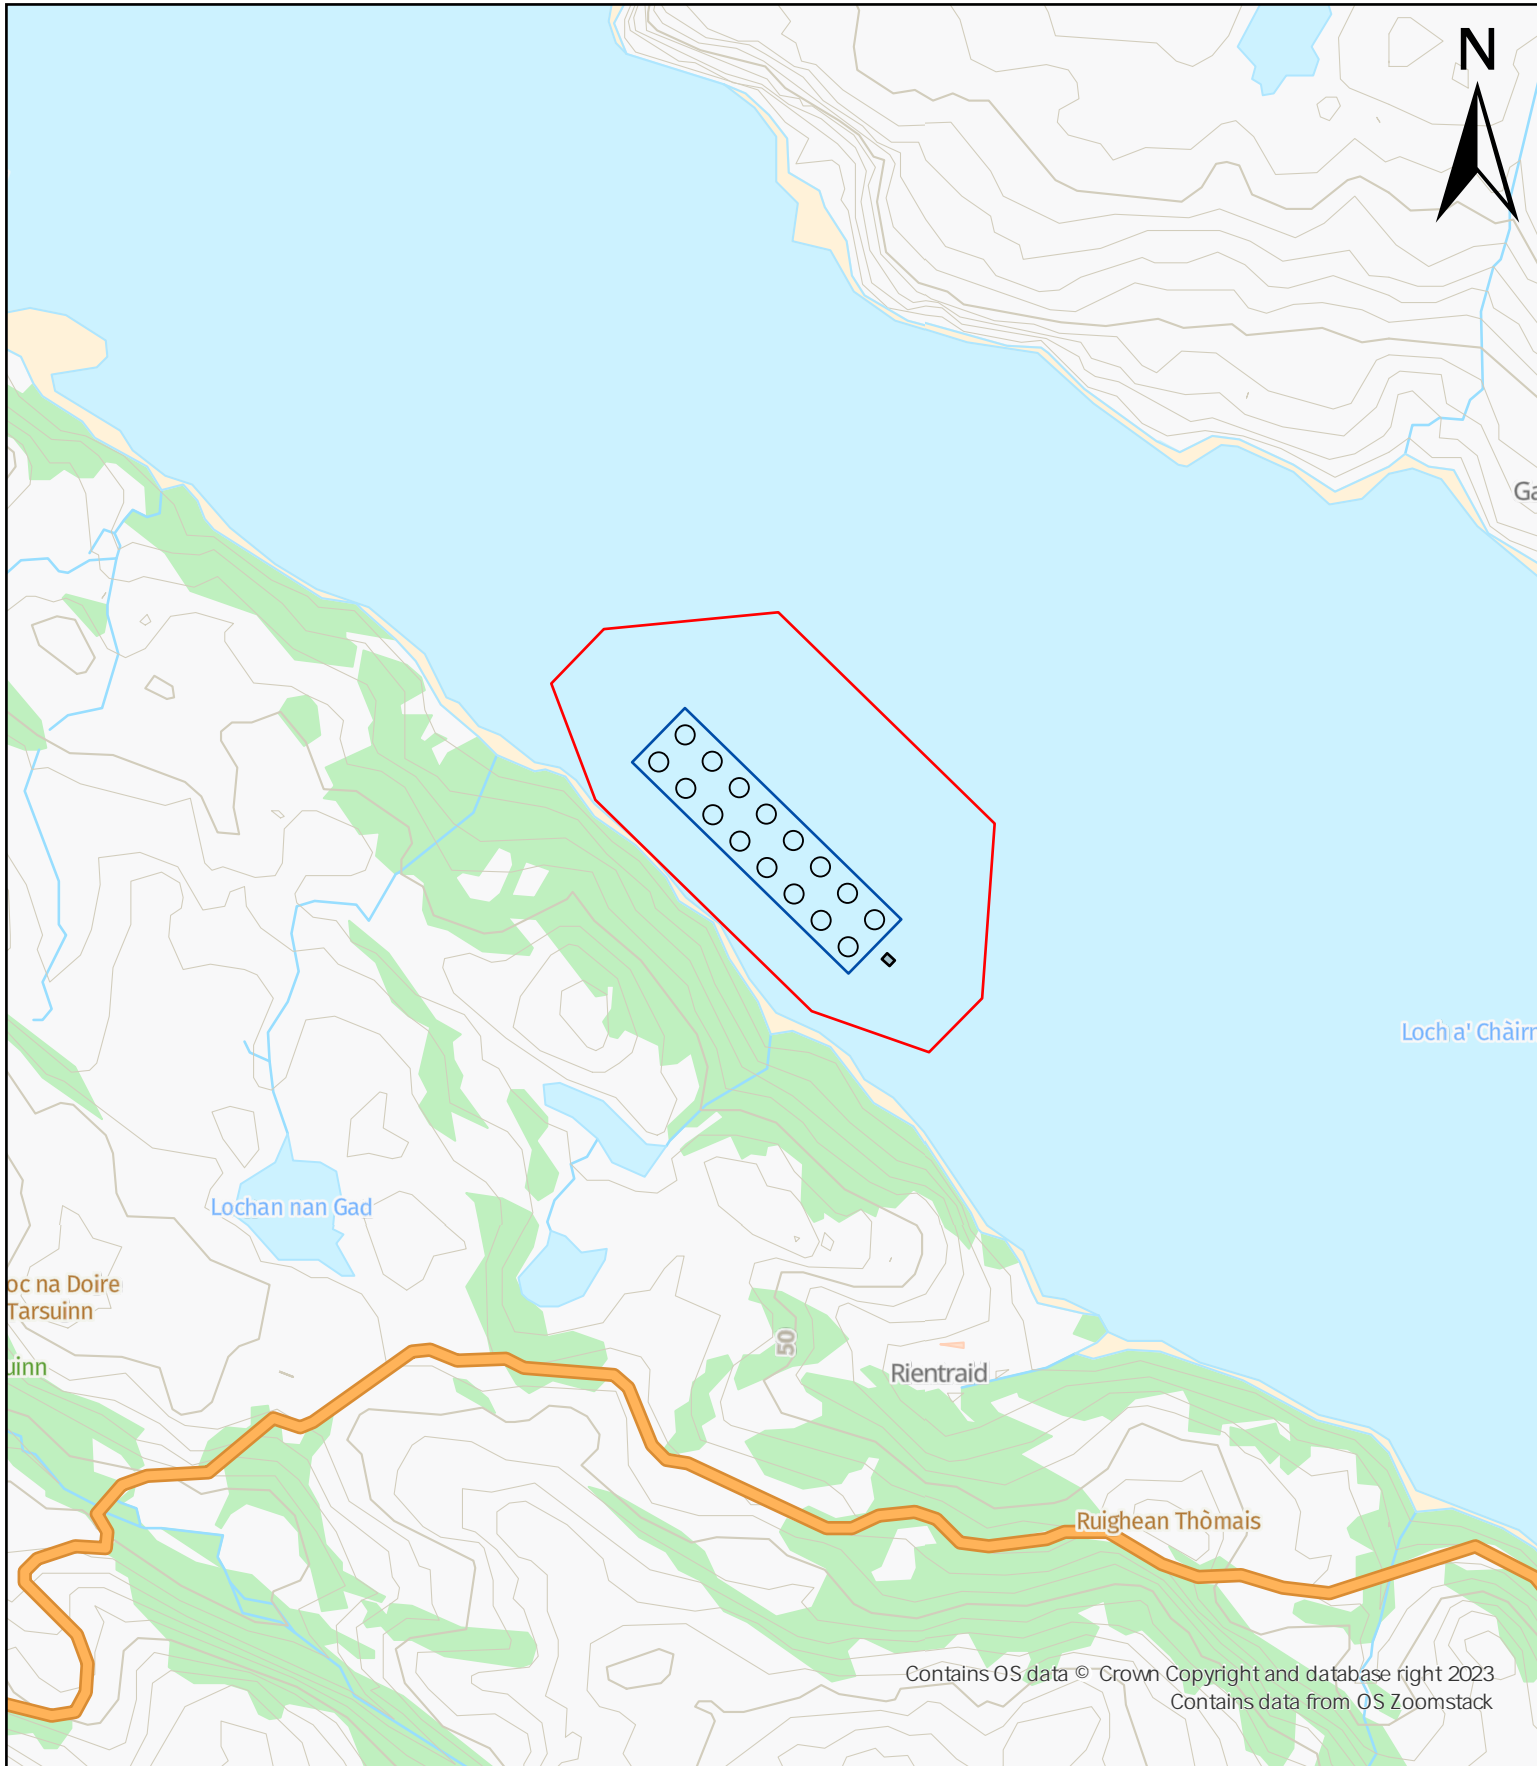 N
Ga
Loch a' Chàirn
Lochan nan Gad
oc na Doire
Tarsuinn
uinn
50
Rientraid
Ruighean Thòmais
Contains OS data © Crown Copyright and database right 2023
Contains data from OS Zoomstack